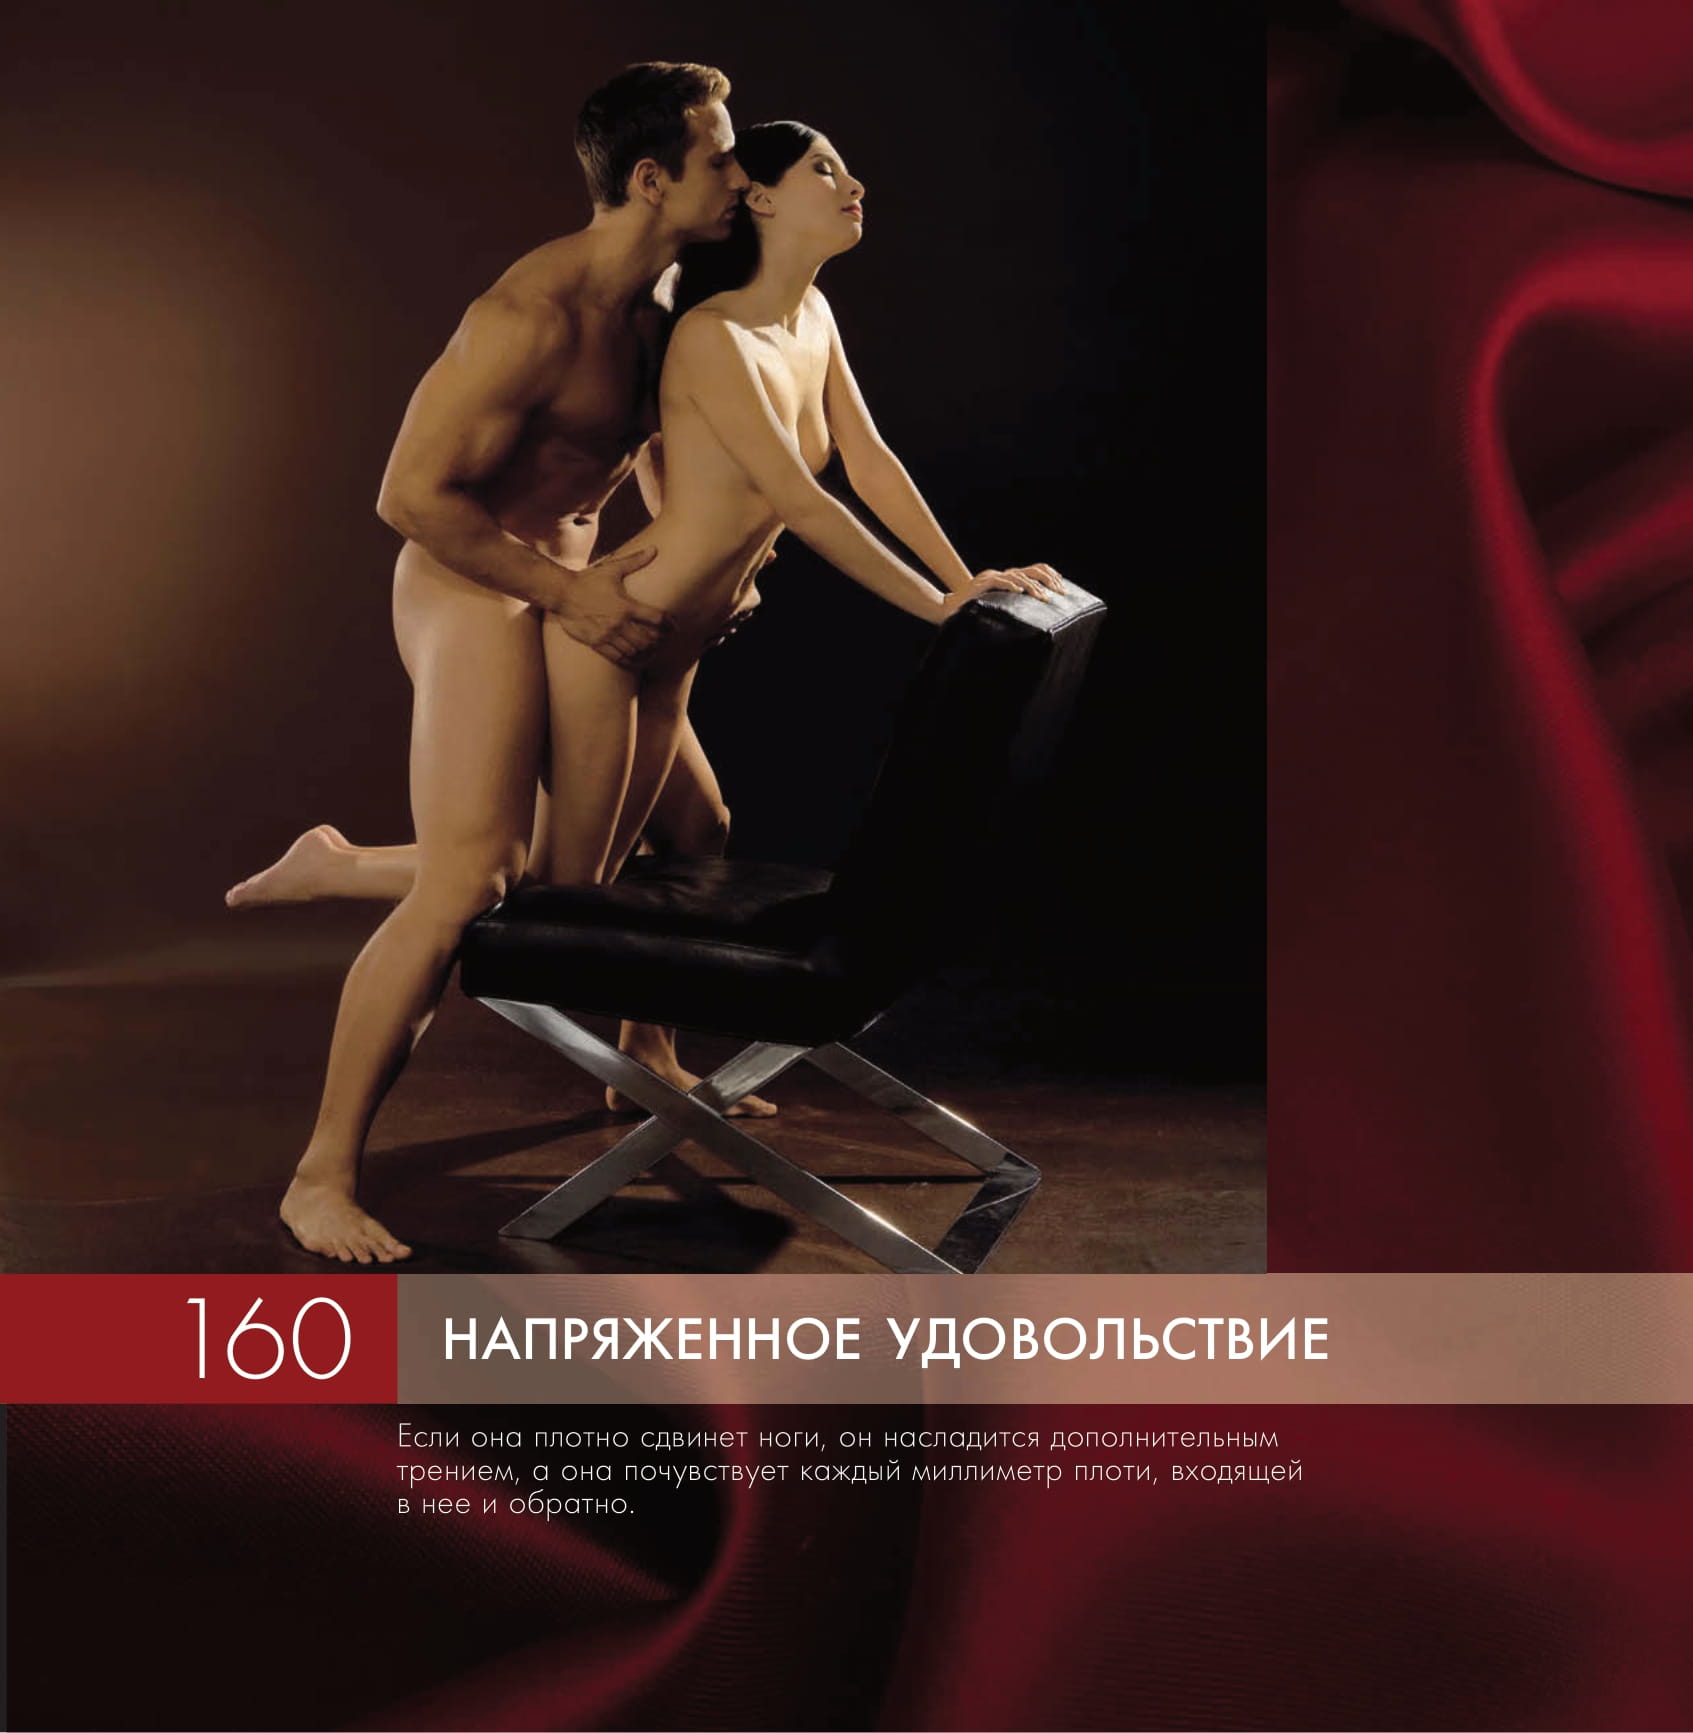 160
НАПРЯЖЕННОЕ УДОВОЛЬСТВИЕ
Если она плотно сдвинет ноги, он насладится дополнительным
трением, а она почувствует каждый миллиметр плоти, входящей
в нее и обратно.